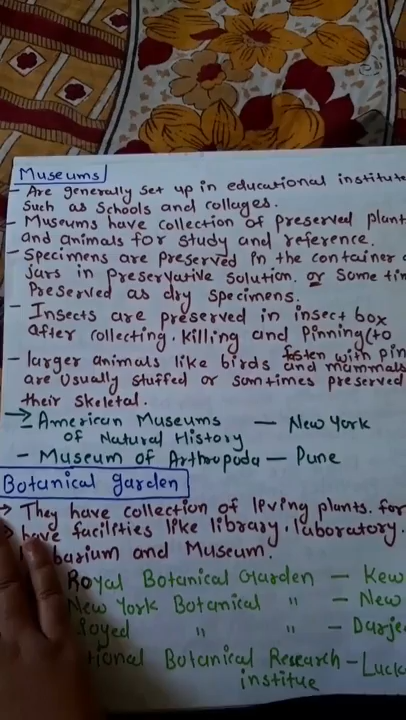 Museums
- Are generally set up in educational institute
such as schools and collages.
- Museums have collection of preserved plant
and animals for study and reference.
- Specimens are preserved in the container
jars in preservative solution. or Some tim
Preserved as dry specimens.
- Insects are preserved in insect box
after collecting, killing and pinning (to
fosten with pin
- larger animals like birds and mammals
are usually stuffed or somtimes preserved
their skeletal.
→ - American Museums — New York
of Natural History
- Museum of Arthropoda — Pune
Botanical garden
→ They have collection of living plants. for
→ have facilities like library, laboratory.
barium and Museum.
Royal Botanical Garden — Kew
New York Botanical " — New
loyed " " — Darje
tional Botanical Research - Luck
institue